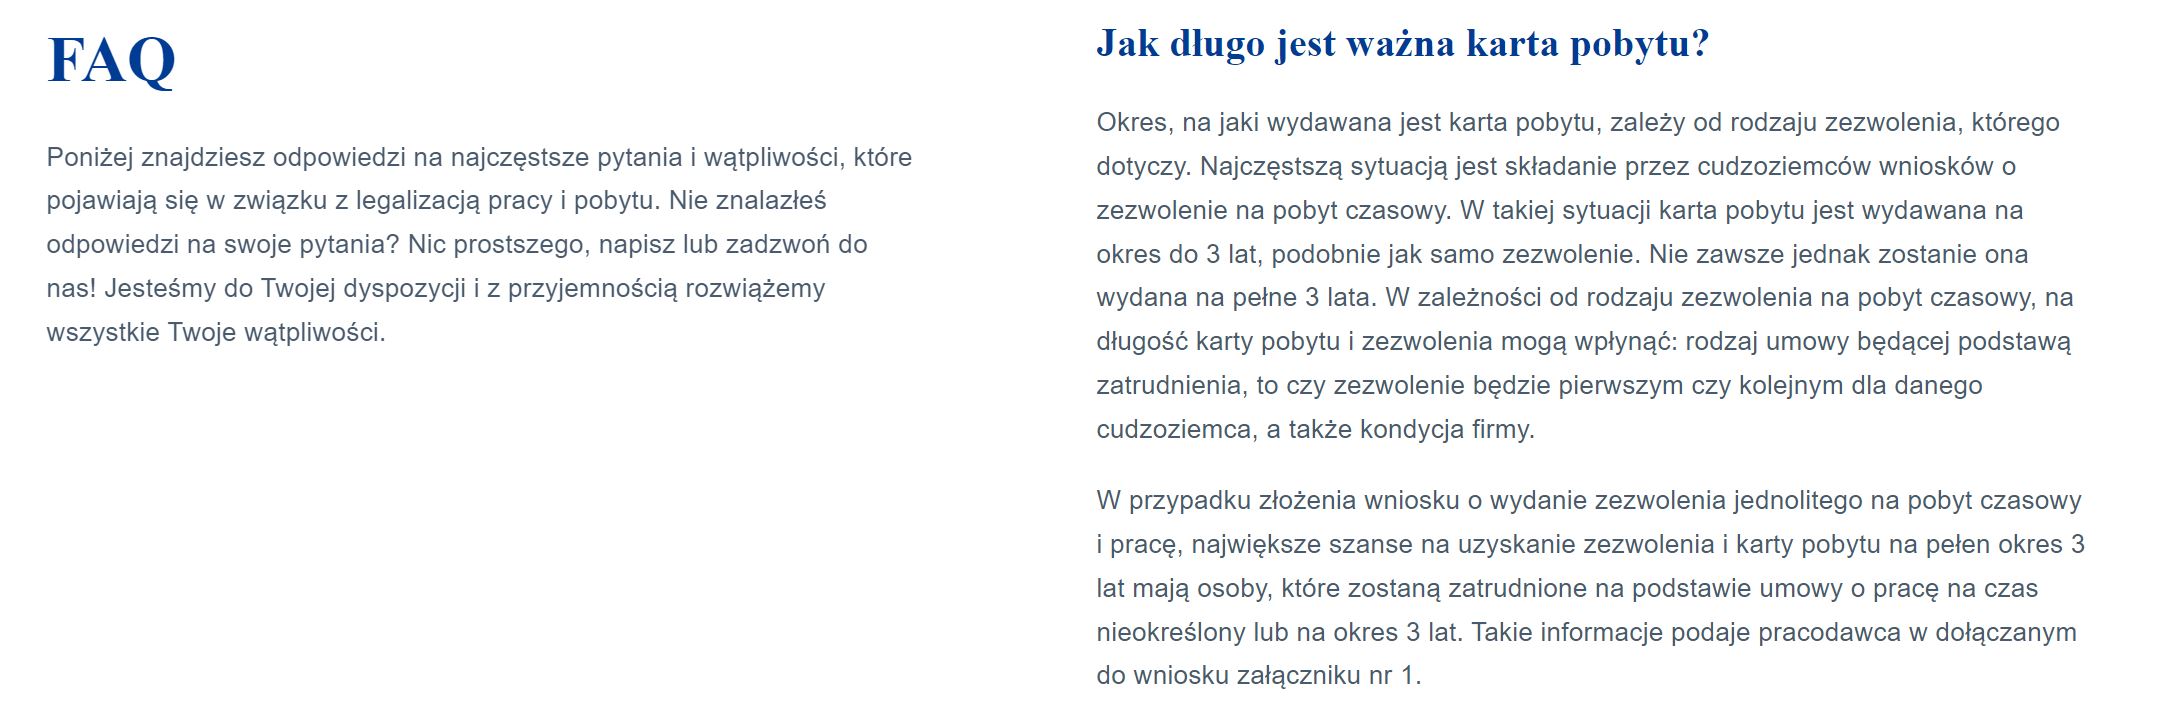 FAQ
Poniżej znajdziesz odpowiedzi na najczęstsze pytania i wątpliwości, które
pojawiają się w związku z legalizacją pracy i pobytu. Nie znalazłeś
odpowiedzi na swoje pytania? Nic prostszego, napisz lub zadzwoń do
nas! Jesteśmy do Twojej dyspozycji i z przyjemnością rozwiążemy
wszystkie Twoje wątpliwości.
Jak długo jest ważna karta pobytu?
Okres, na jaki wydawana jest karta pobytu, zależy od rodzaju zezwolenia, którego
dotyczy. Najczęstszą sytuacją jest składanie przez cudzoziemców wniosków o
zezwolenie na pobyt czasowy. W takiej sytuacji karta pobytu jest wydawana na
okres do 3 lat, podobnie jak samo zezwolenie. Nie zawsze jednak zostanie ona
wydana na pełne 3 lata. W zależności od rodzaju zezwolenia na pobyt czasowy, na
długość karty pobytu i zezwolenia mogą wpłynąć: rodzaj umowy będącej podstawą
zatrudnienia, to czy zezwolenie będzie pierwszym czy kolejnym dla danego
cudzoziemca, a także kondycja firmy.
W przypadku złożenia wniosku o wydanie zezwolenia jednolitego na pobyt czasowy
i pracę, największe szanse na uzyskanie zezwolenia i karty pobytu na pełen okres 3
lat mają osoby, które zostaną zatrudnione na podstawie umowy o pracę na czas
nieokreślony lub na okres 3 lat. Takie informacje podaje pracodawca w dołączanym
do wniosku załączniku nr 1.